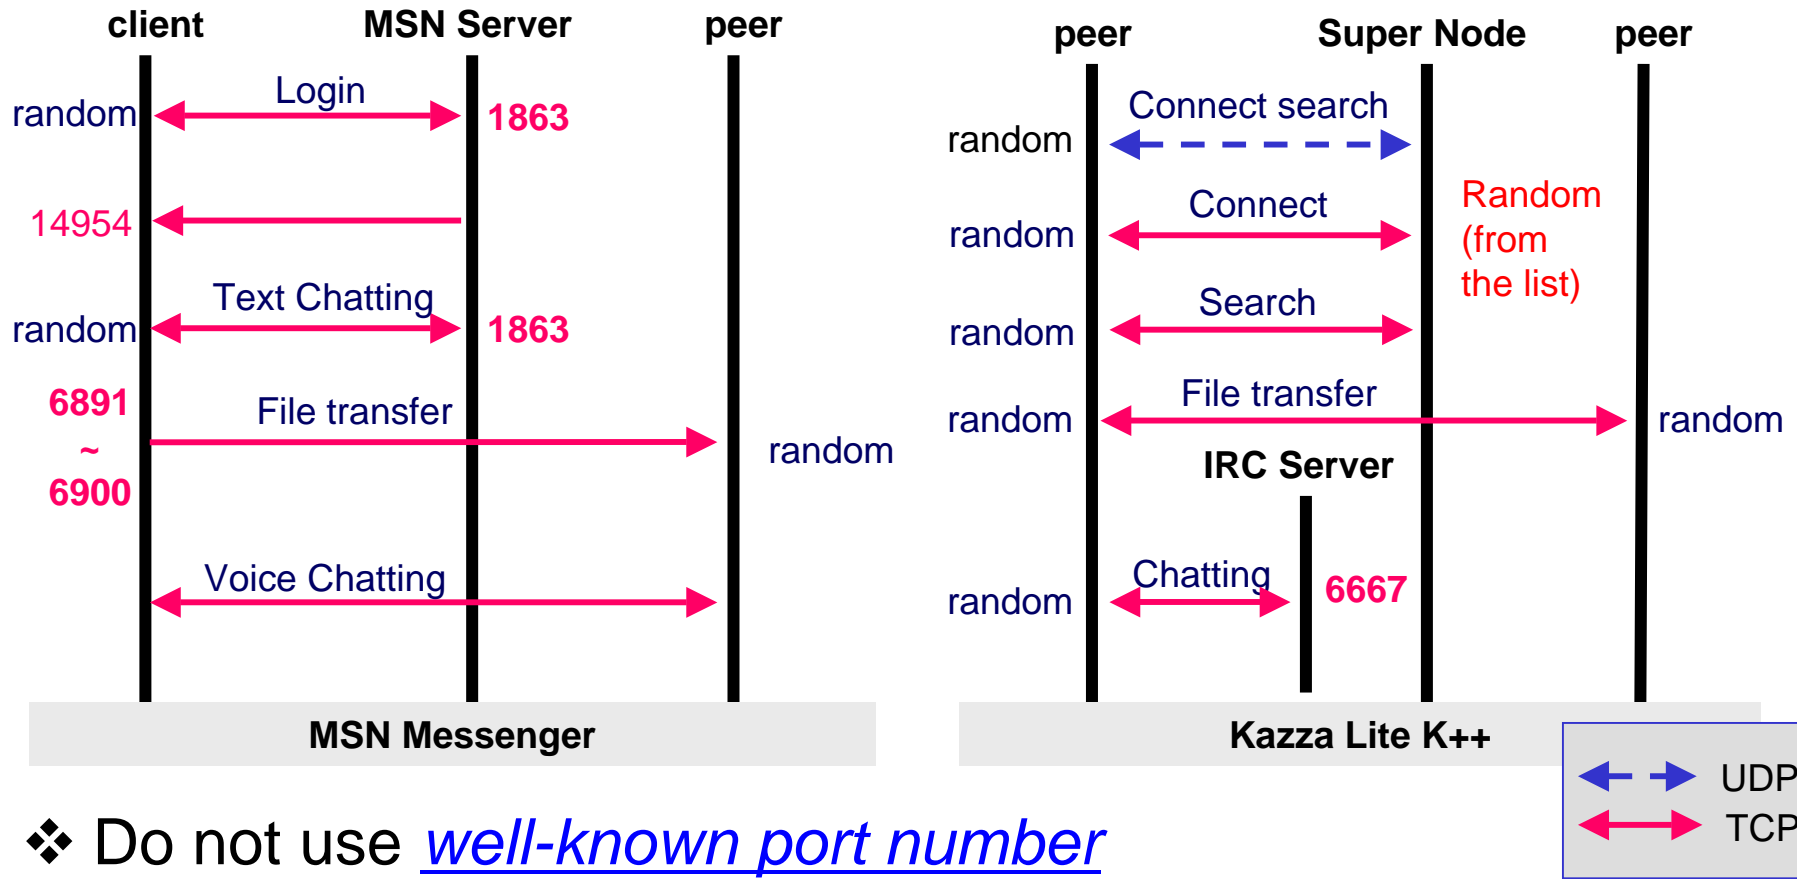 client MSN Server peer
random Login 1863
14954
random Text Chatting 1863
6891
~
6900
File transfer random
Voice Chatting
MSN Messenger
peer Super Node peer
random Connect search
random Connect
Random
(from
the list)
random Search
random File transfer random
IRC Server
random Chatting 6667
Kazza Lite K++
UDP
TCP
❖ Do not use well-known port number